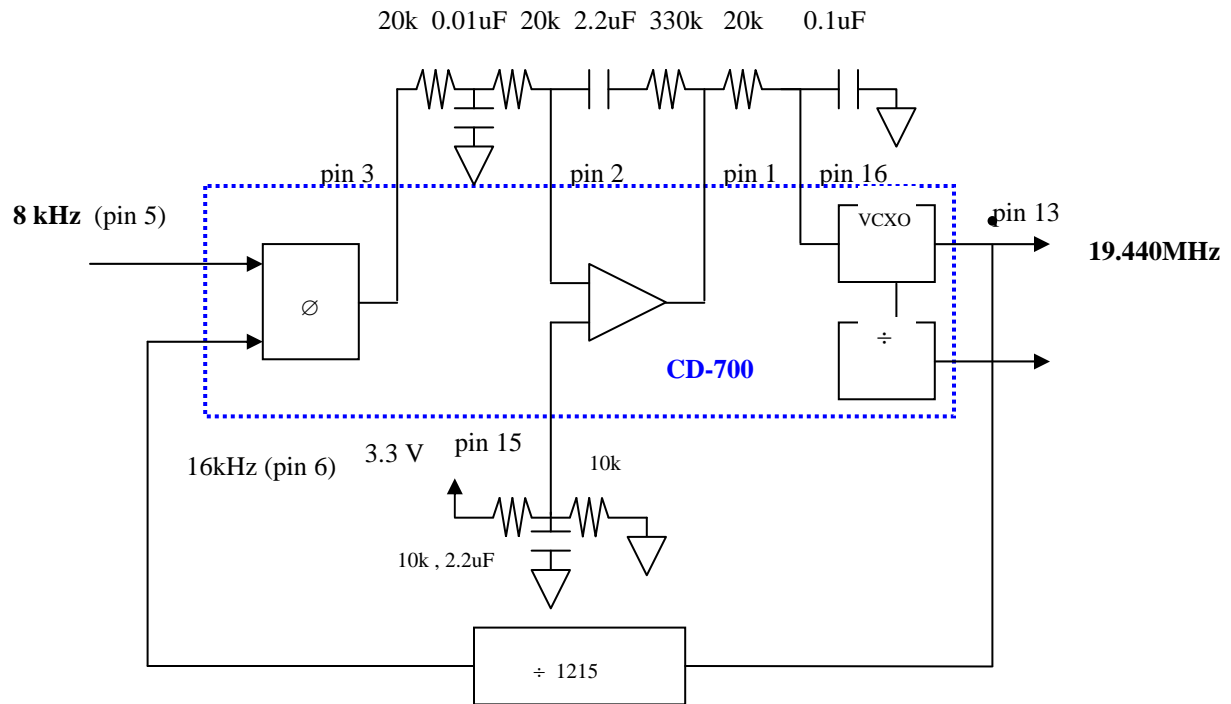 20k 0.01uF 20k 2.2uF 330k 20k 0.1uF
pin 3
pin 2
pin 1
pin 16
8 kHz (pin 5)
VCXO
pin 13
19.440MHz
∅
÷
CD-700
16kHz (pin 6)
3.3 V
pin 15
10k
10k , 2.2uF
÷ 1215